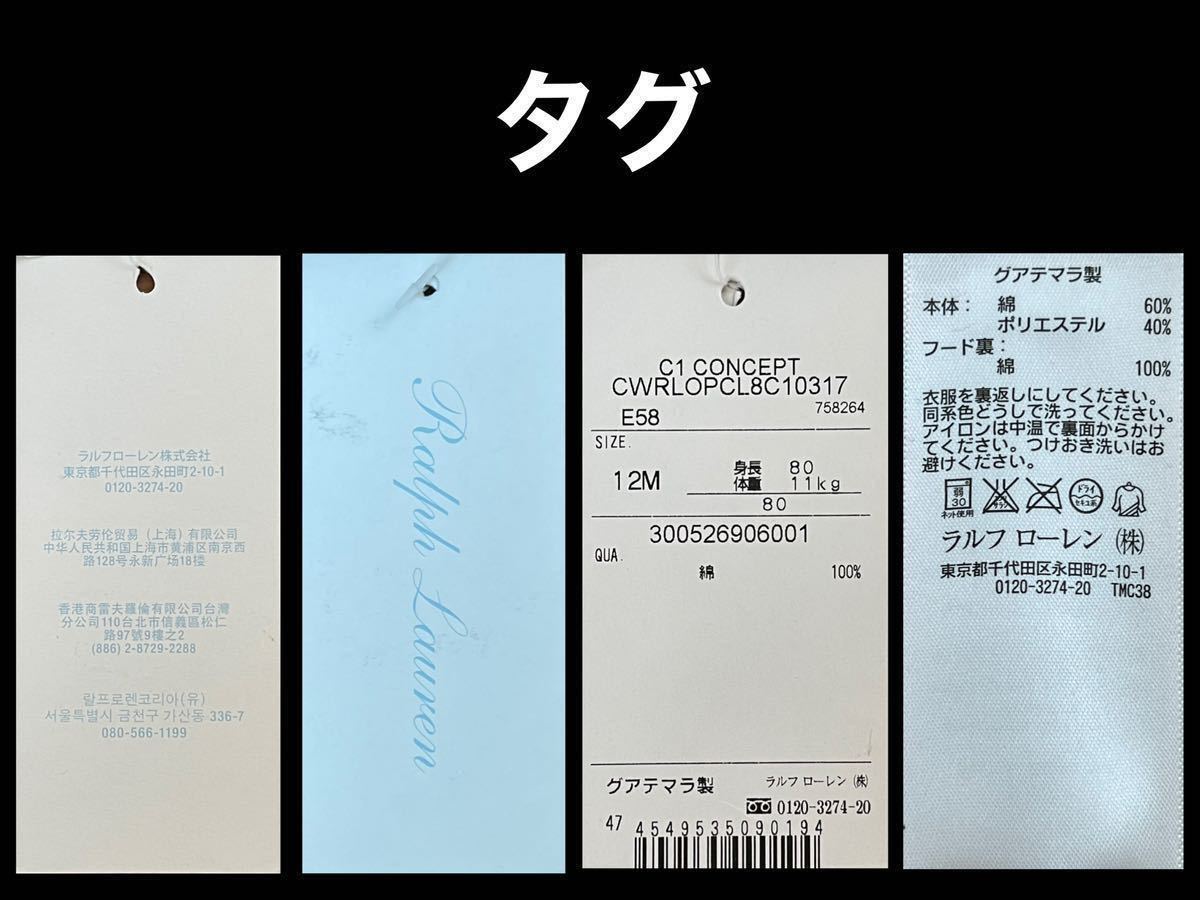 タグ
ラルフローレン株式会社
東京都千代田区永田町2-10-1
0120-3274-20
拉尔夫劳伦贸易（上海）有限公司
中华人民共和国上海市黄浦区南京西
路128号永新广场18楼
香港商雷夫羅倫有限公司台灣
分公司110台北市信義區松仁
路97號9樓之2
(886) 2-8729-2288
랄프로렌코리아(유)
서울특별시 금천구 가산동 336-7
080-566-1199
Ralph Lauren
C1 CONCEPT
CWRLOPCL8C10317
E58 758264
SIZE.
12M 身長 80
体重 11kg
80
300526906001
QUA.
綿 100%
グアテマラ製 ラルフ ローレン（株）
0120-3274-20
47 4549535090194
グアテマラ製
本体： 綿 60%
ポリエステル 40%
フード裏：
綿 100%
衣服を裏返しにしてください。
同系色どうしで洗ってください。
アイロンは中温で裏面からかけ
てください。つけおき洗いはお
避けください。
弱 30 ドライ セキユ系
ネット使用
ラルフ ローレン（株）
東京都千代田区永田町2-10-1
0120-3274-20 TMC38